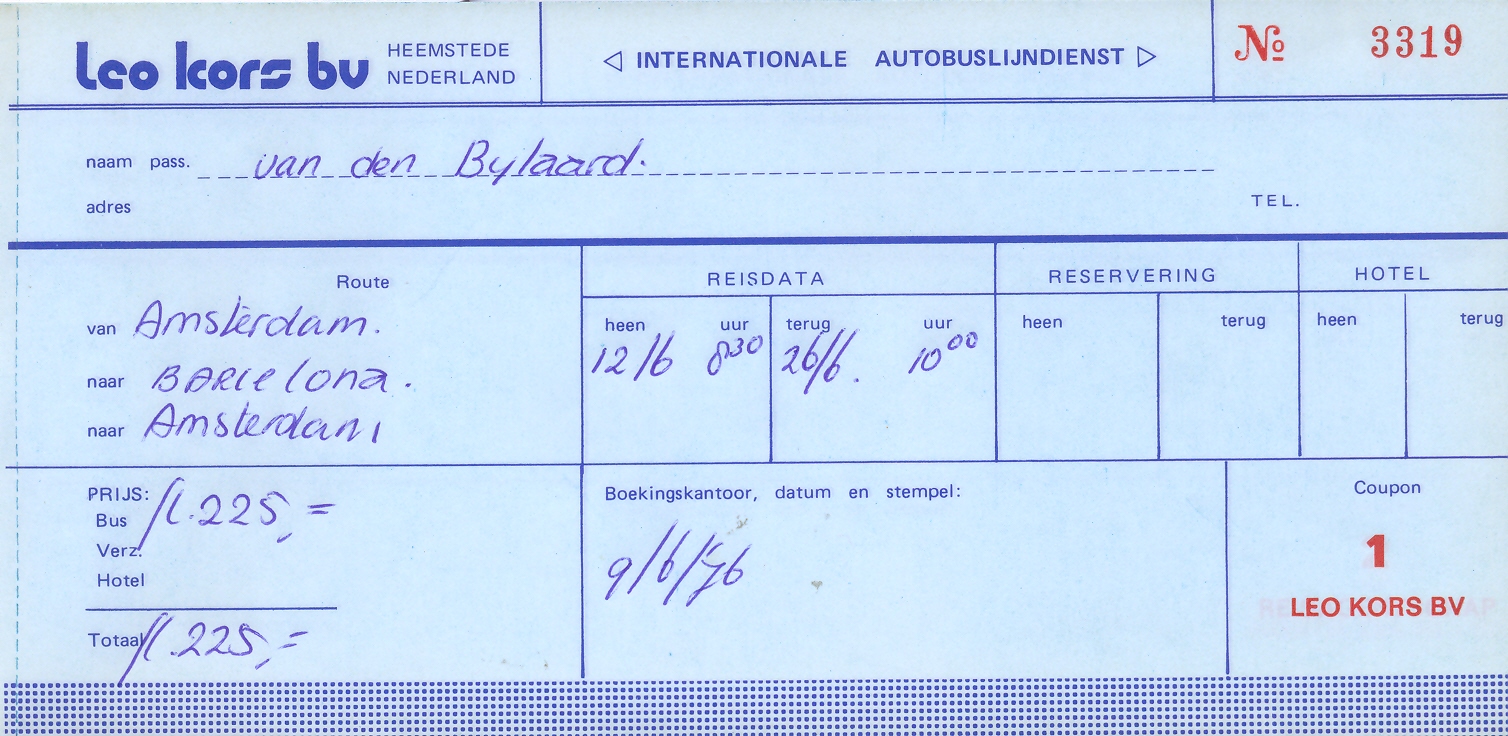 Leo Kors bv HEEMSTEDE NEDERLAND
◁ INTERNATIONALE AUTOBUSLIJNDIENST ▷
№ 3319
naam pass. van den Bylaard.
adres
TEL.
Route
van Amsterdam.
naar BARCelona.
naar Amsterdam
REISDATA
heen uur terug uur
12/6 8³⁰ 26/6. 10⁰⁰
RESERVERING
heen terug
HOTEL
heen terug
PRIJS:
Bus fl.225,=
Verz.
Hotel
Totaal fl.225,=
Boekingskantoor, datum en stempel:
9/6/76
Coupon
1
LEO KORS BV